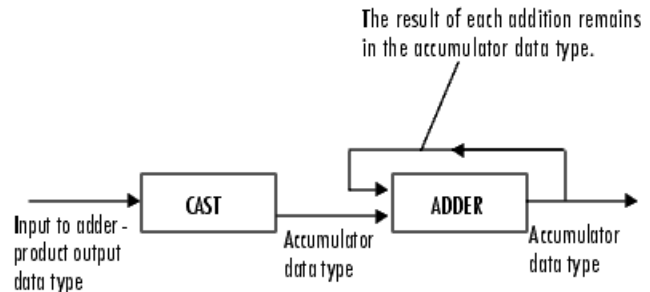 The result of each addition remains
in the accumulator data type.
CAST
ADDER
Input to adder -
product output
data type
Accumulator
data type
Accumulator
data type